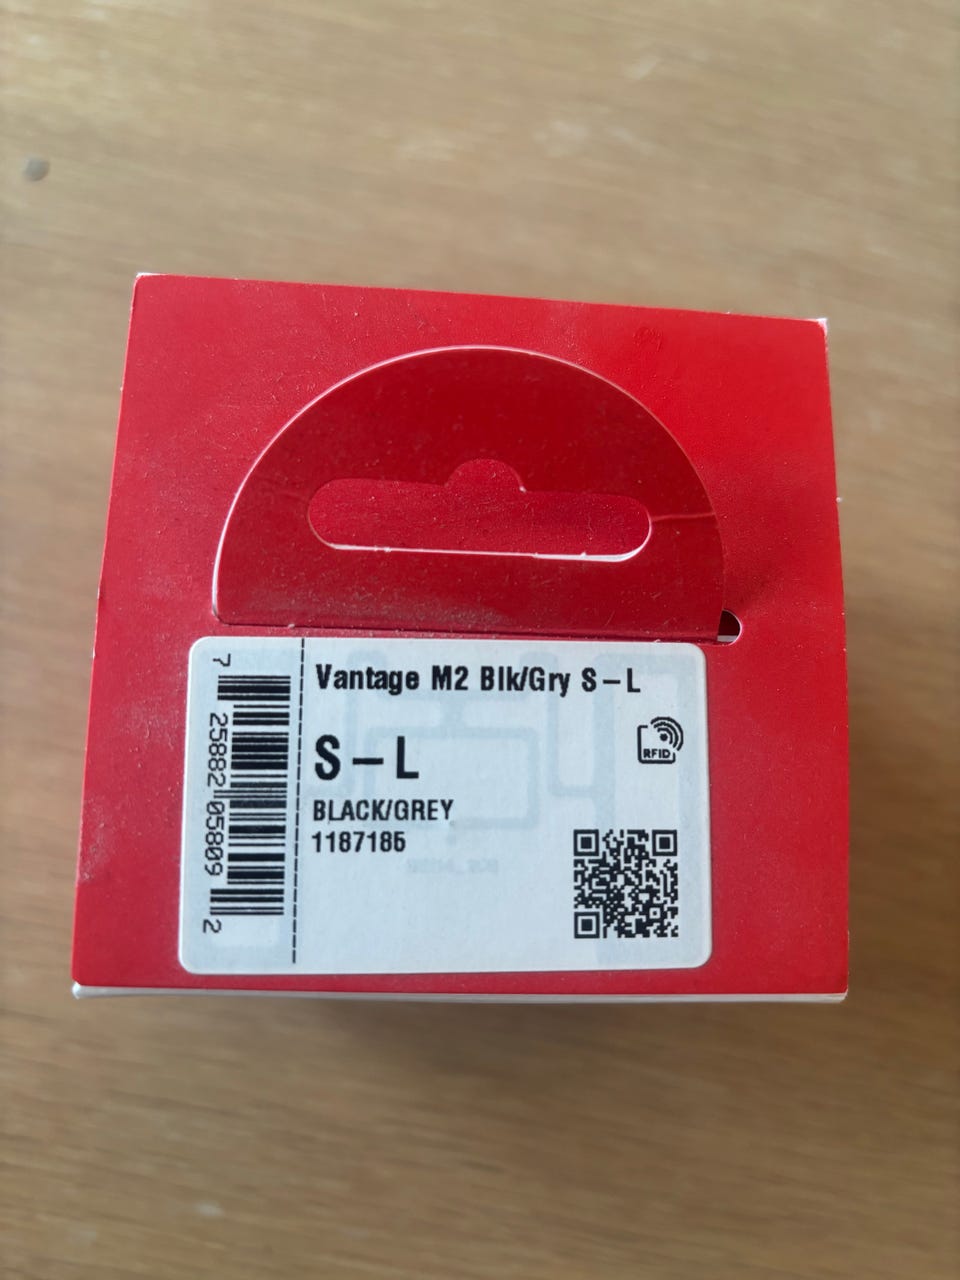 Vantage M2 Blk/Gry S – L
S – L
RFID
BLACK/GREY
1187185
7 25882 05809 2